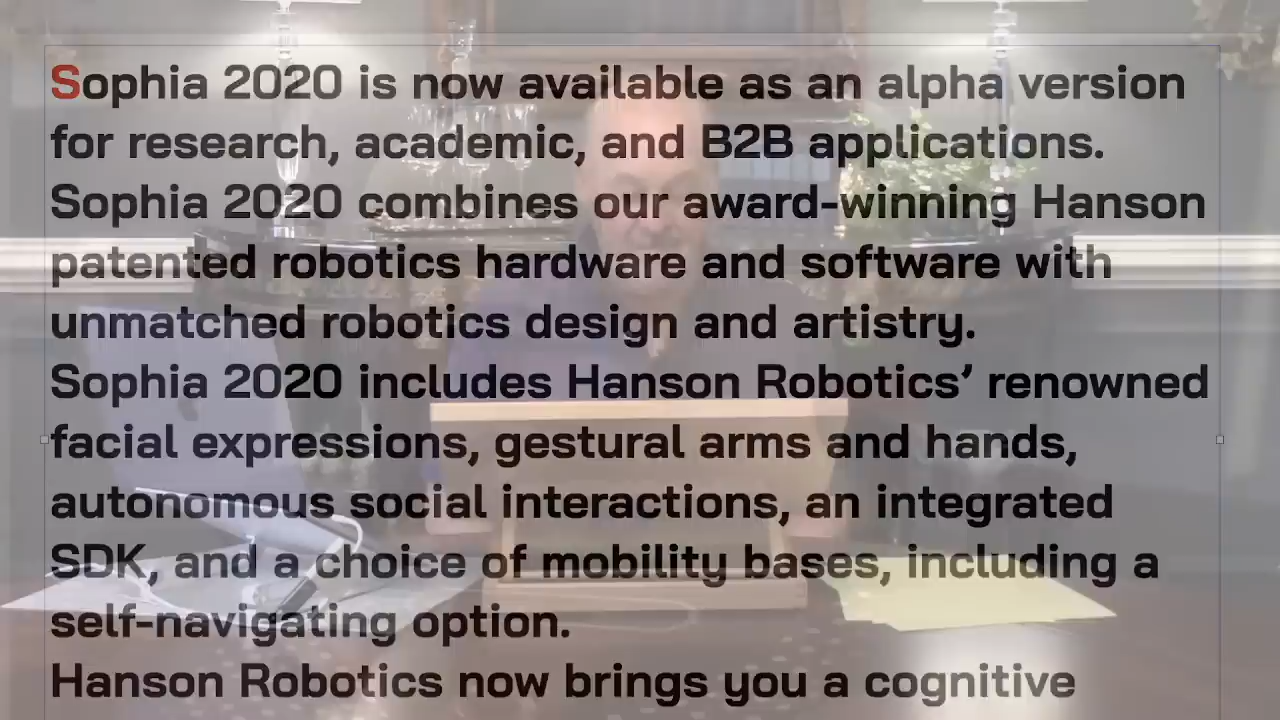 Sophia 2020 is now available as an alpha version
for research, academic, and B2B applications.
Sophia 2020 combines our award-winning Hanson
patented robotics hardware and software with
unmatched robotics design and artistry.
Sophia 2020 includes Hanson Robotics’ renowned
facial expressions, gestural arms and hands,
autonomous social interactions, an integrated
SDK, and a choice of mobility bases, including a
self-navigating option.
Hanson Robotics now brings you a cognitive